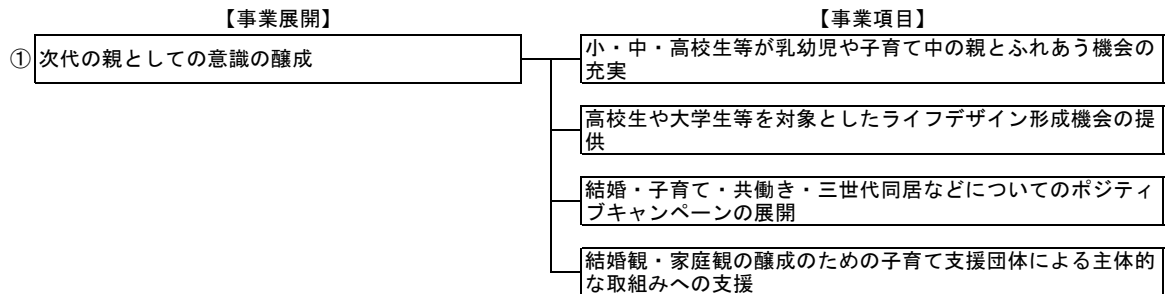 【事業展開】
【事業項目】
① 次代の親としての意識の醸成
小・中・高校生等が乳幼児や子育て中の親とふれあう機会の
充実
高校生や大学生等を対象としたライフデザイン形成機会の提
供
結婚・子育て・共働き・三世代同居などについてのポジティ
ブキャンペーンの展開
結婚観・家庭観の醸成のための子育て支援団体による主体的
な取組みへの支援